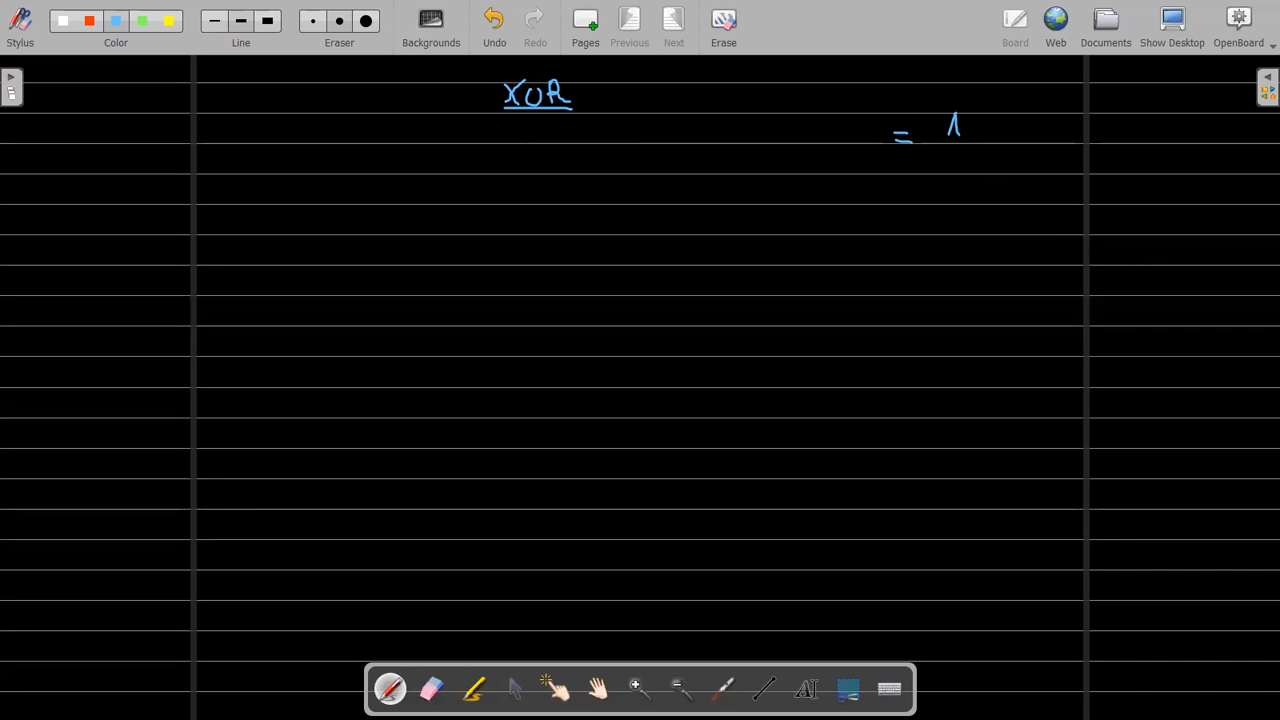 Stylus Color Line Eraser Backgrounds Undo Redo Pages Previous Next Erase Board Web Documents Show Desktop OpenBoard
XOR
= 1